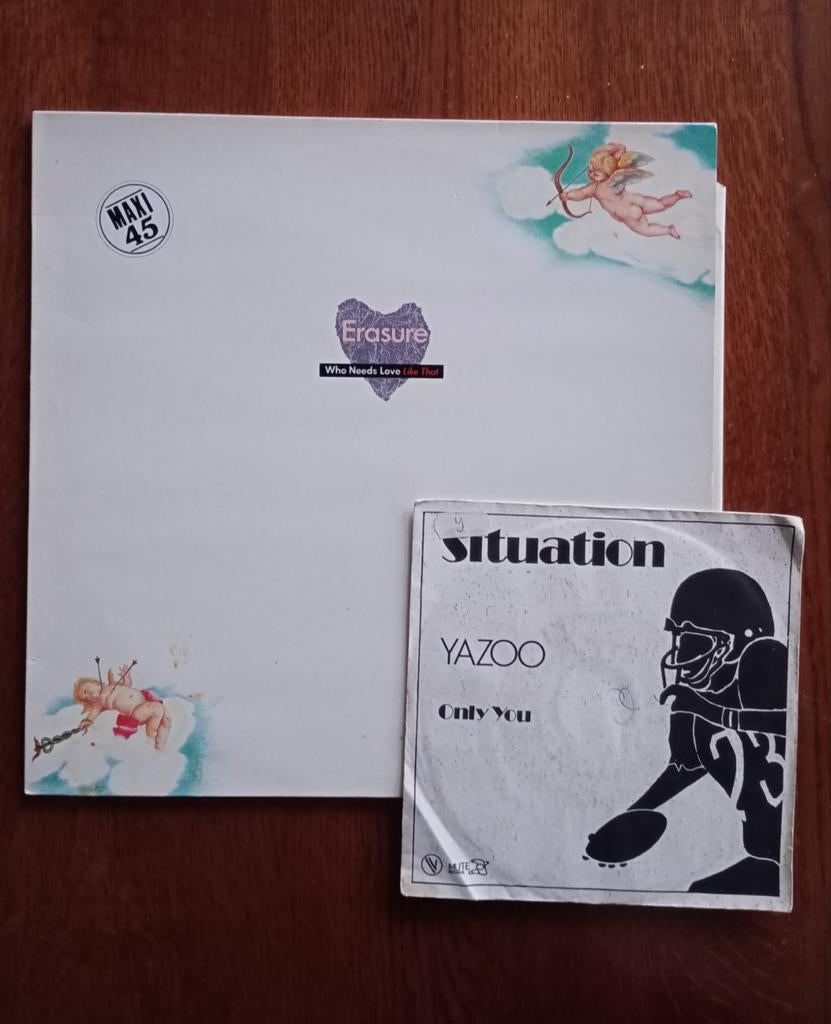 MAXI
45
Erasure
Who Needs Love Like That
situation
YAZOO
Only You
MUTE